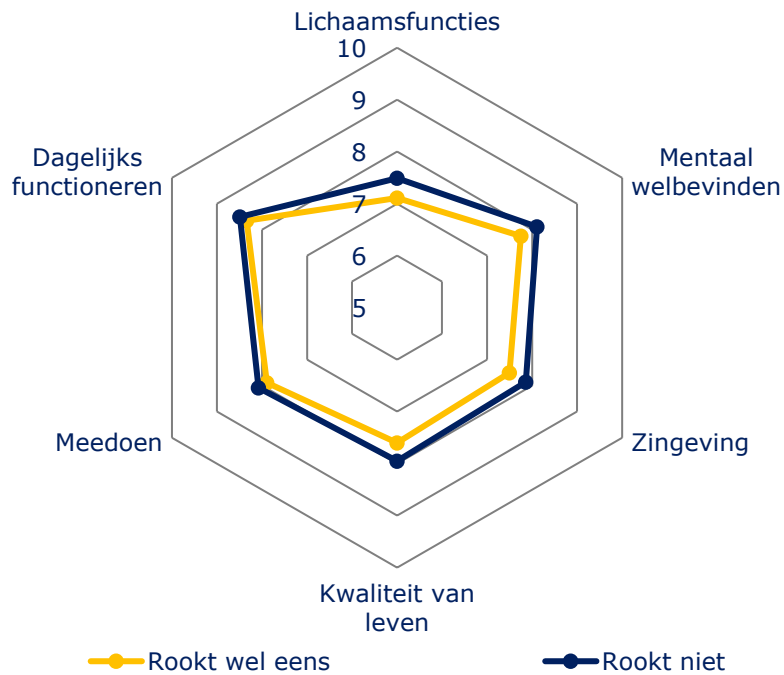 Lichaamsfuncties
10
9
8
7
6
5
Mentaal
welbevinden
Zingeving
Kwaliteit van
leven
Meedoen
Dagelijks
functioneren
Rookt wel eens
Rookt niet